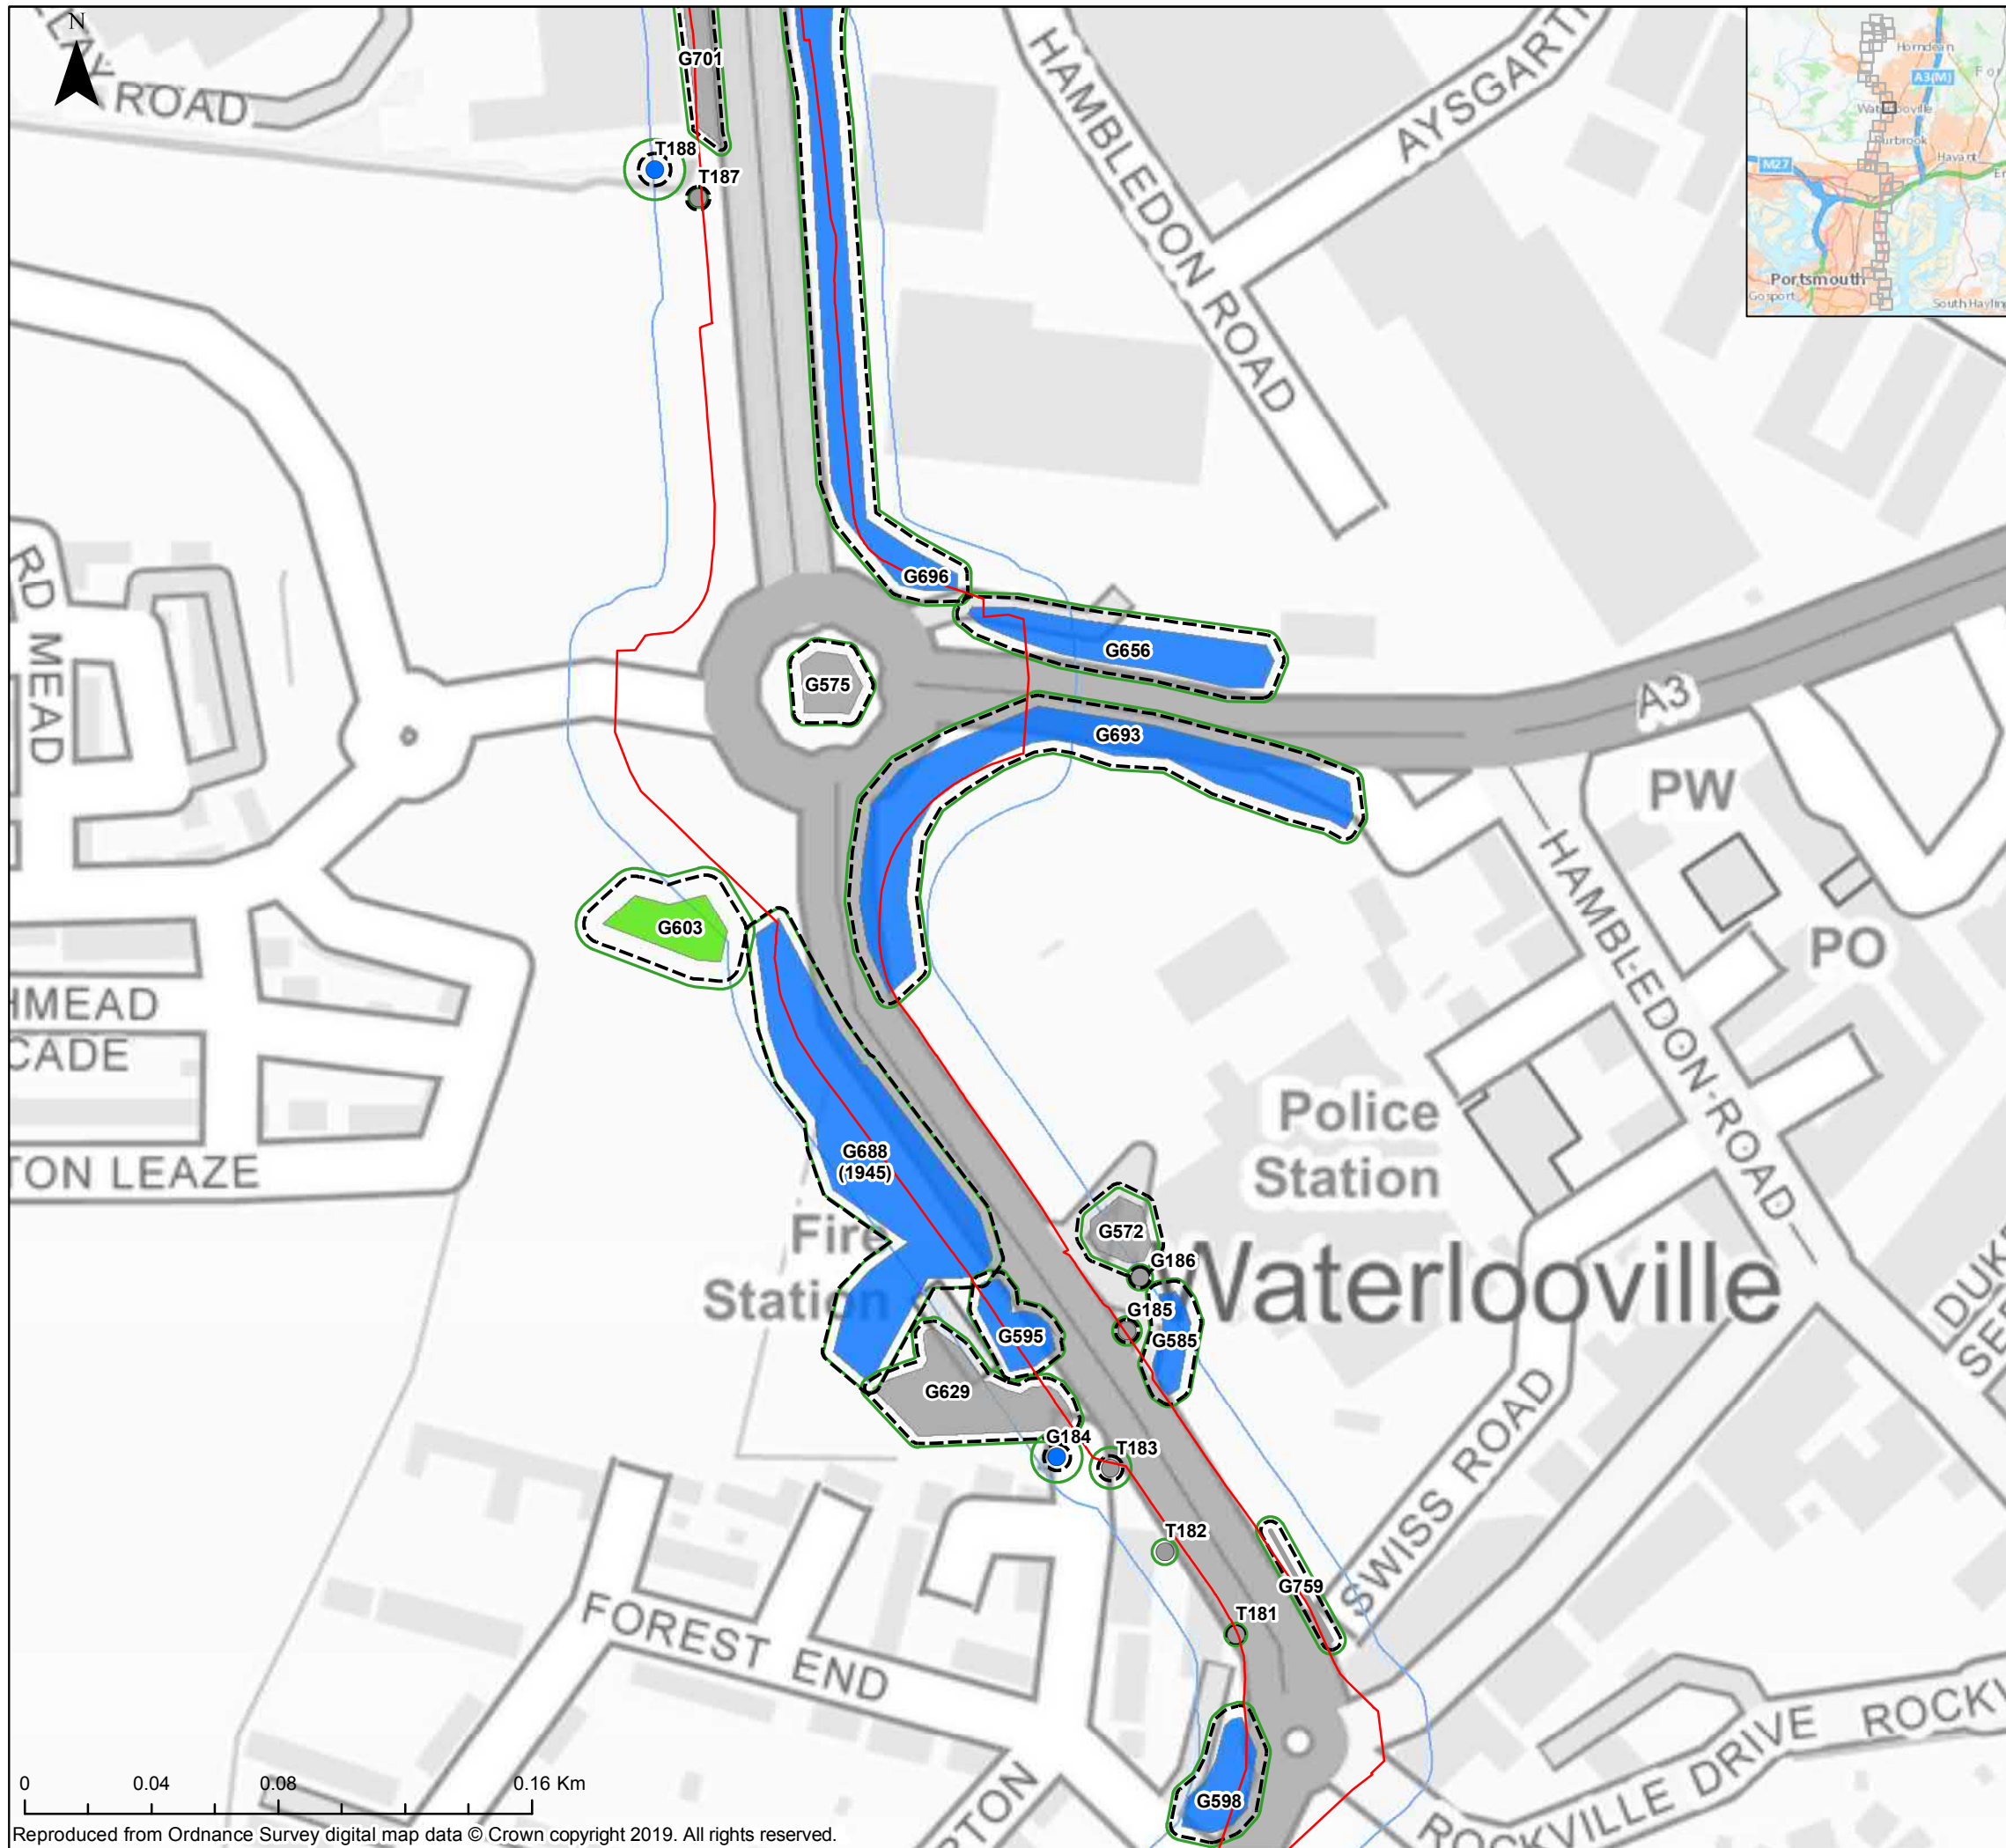 N
ROAD
G701
T188
T187
HAMBLEDON ROAD
AYSGARTH
Horndean
A3(M)
Waterlooville
Purbrook
M27
Havant
Portsmouth
Gosport
South Hayling
RD MEAD
G696
G656
G575
G693
A3
PW
PO
HAMBLEDON ROAD
G603
HMEAD
CADE
TON LEAZE
G688
(1945)
Police
Station
Fire
Station
G572
G186
Waterlooville
G185
G585
G595
G629
G184
T183
T182
G759
SWISS ROAD
T181
FOREST END
G598
RTON
ROCKVILLE DRIVE
ROCKV
0 0.04 0.08 0.16 Km
Reproduced from Ordnance Survey digital map data © Crown copyright 2019. All rights reserved.